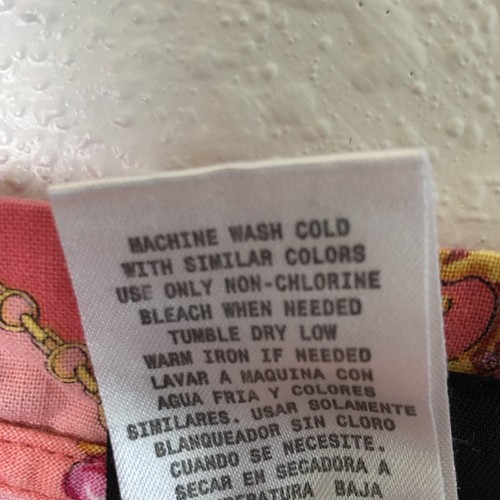 MACHINE WASH COLD
WITH SIMILAR COLORS
USE ONLY NON-CHLORINE
BLEACH WHEN NEEDED
TUMBLE DRY LOW
WARM IRON IF NEEDED
LAVAR A MAQUINA CON
AGUA FRIA Y COLORES
SIMILARES. USAR SOLAMENTE
BLANQUEADOR SIN CLORO
CUANDO SE NECESITE.
SECAR EN SECADORA A
BAJA